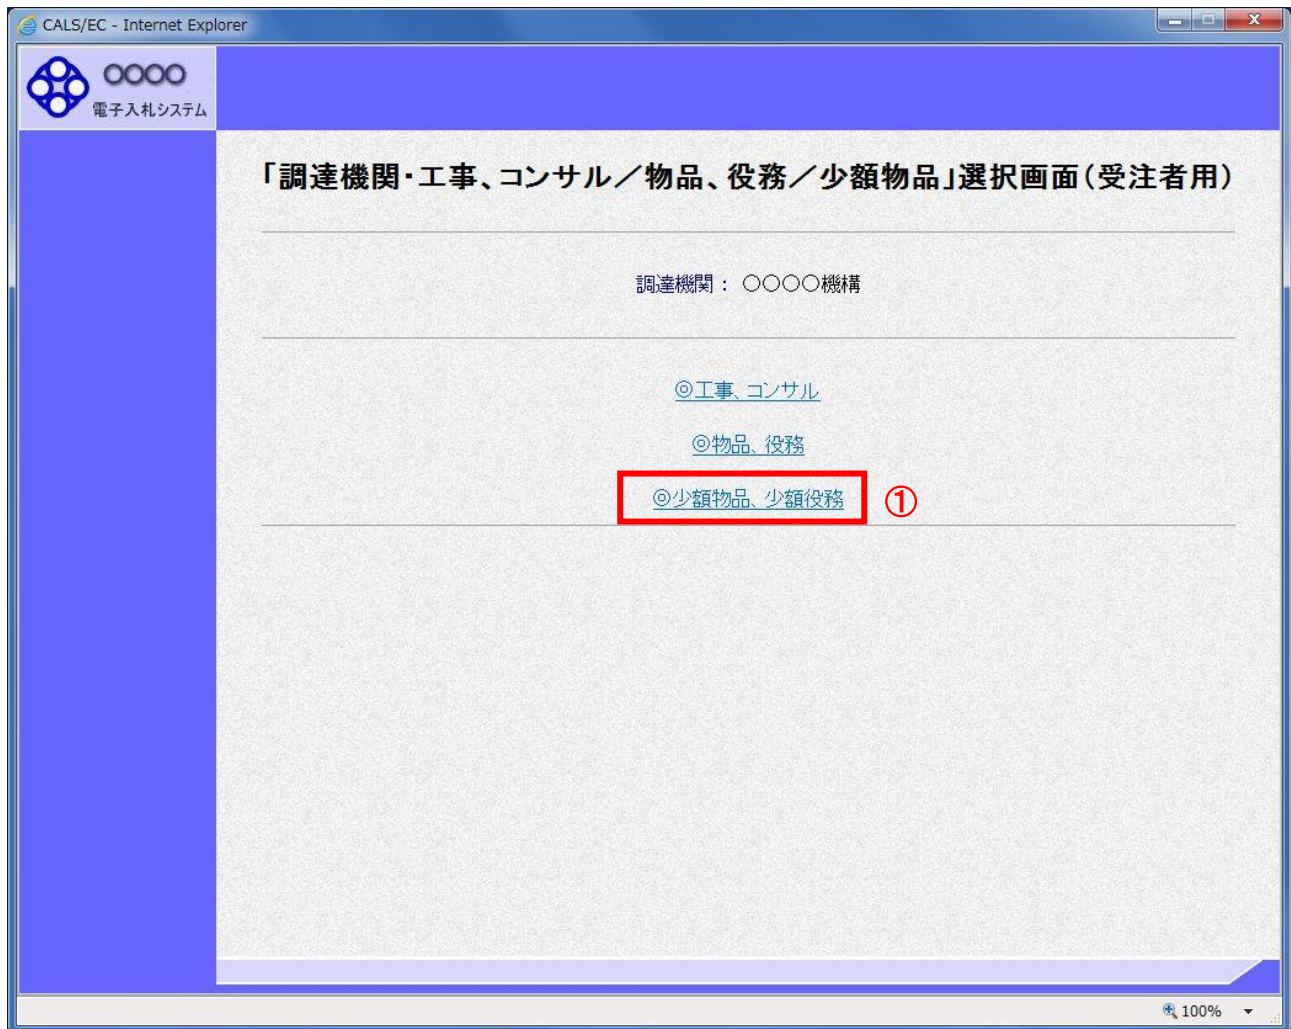 CALS/EC - Internet Explorer
○○○○
電子入札システム
「調達機関・工事、コンサル／物品、役務／少額物品」選択画面(受注者用)
調達機関： ○○○○機構
◎工事、コンサル
◎物品、役務
◎少額物品、少額役務
①
100%